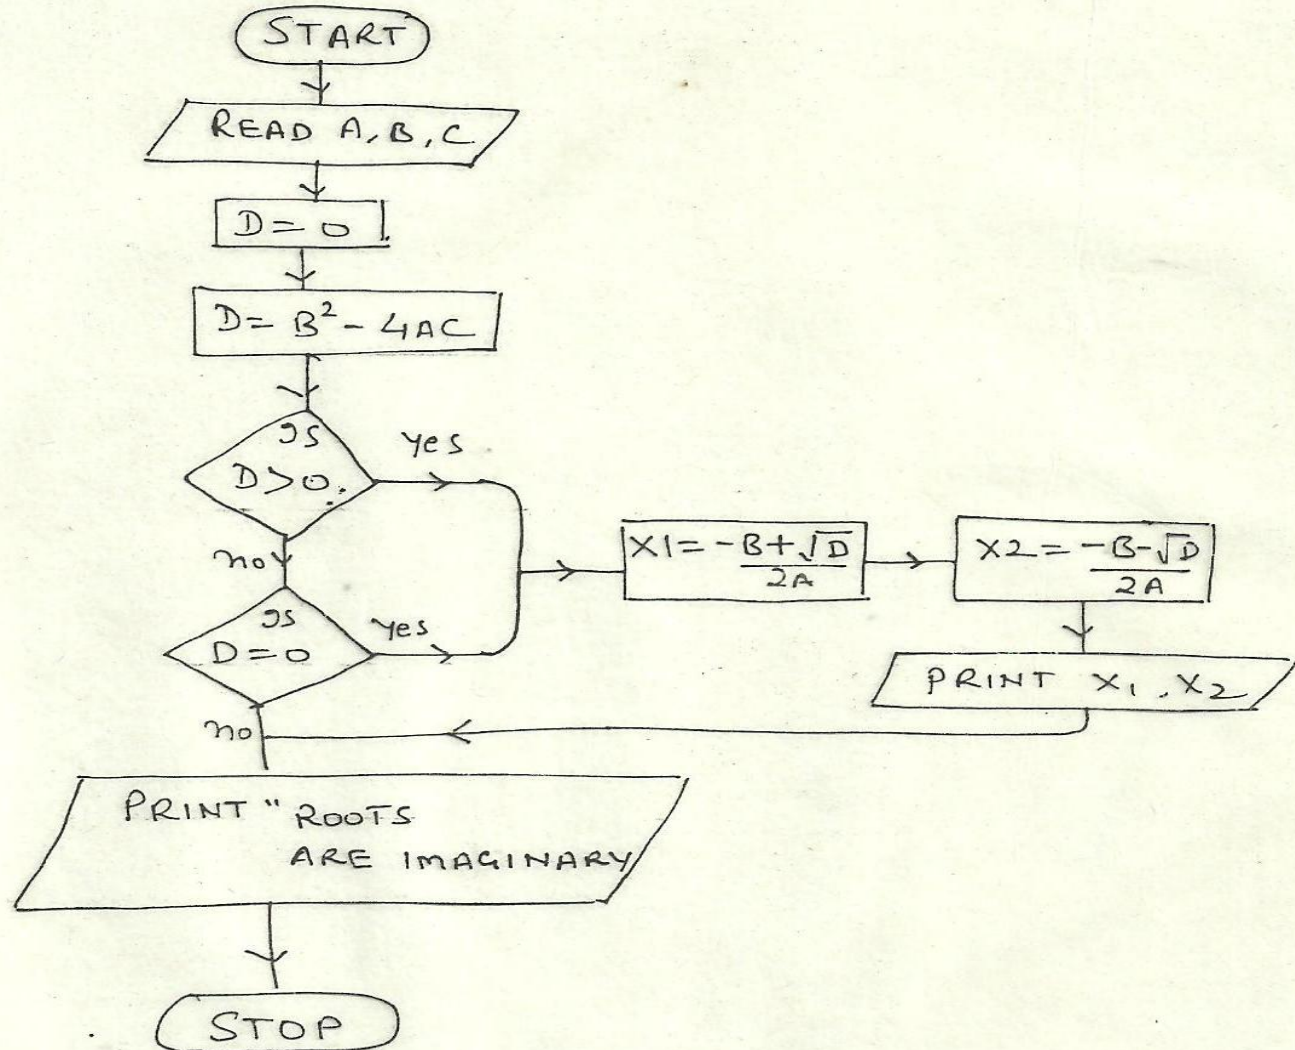 START
READ A, B, C
D = 0
D = B² - 4AC
Is
D > 0
yes
no
X1 = -B + √D
2A
X2 = -B - √D
2A
Is
D = 0
yes
PRINT X1, X2
no
PRINT " ROOTS
ARE IMAGINARY
STOP